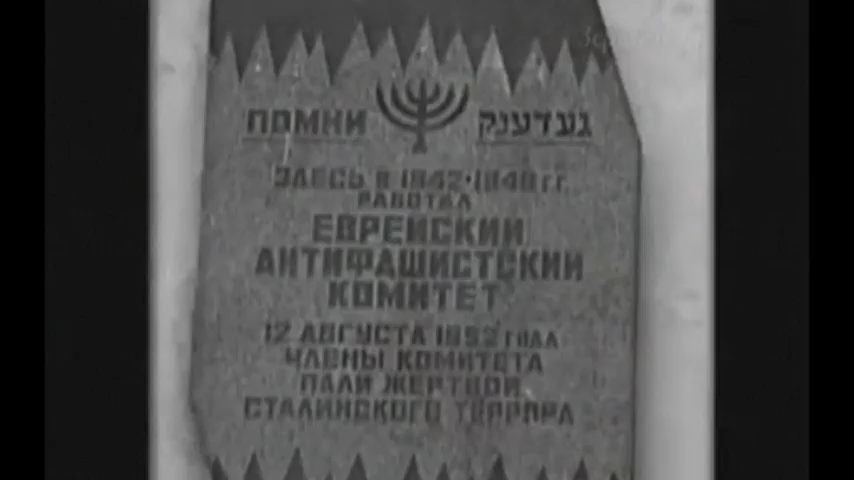 ПОМНИ געדענק
ЗДЕСЬ В 1942-1948 ГГ.
РАБОТАЛ
ЕВРЕЙСКИЙ
АНТИФАШИСТСКИЙ
КОМИТЕТ
12 АВГУСТА 1952 ГОДА
ЧЛЕНЫ КОМИТЕТА
ПАЛИ ЖЕРТВОЙ
СТАЛИНСКОГО ТЕРРОРА